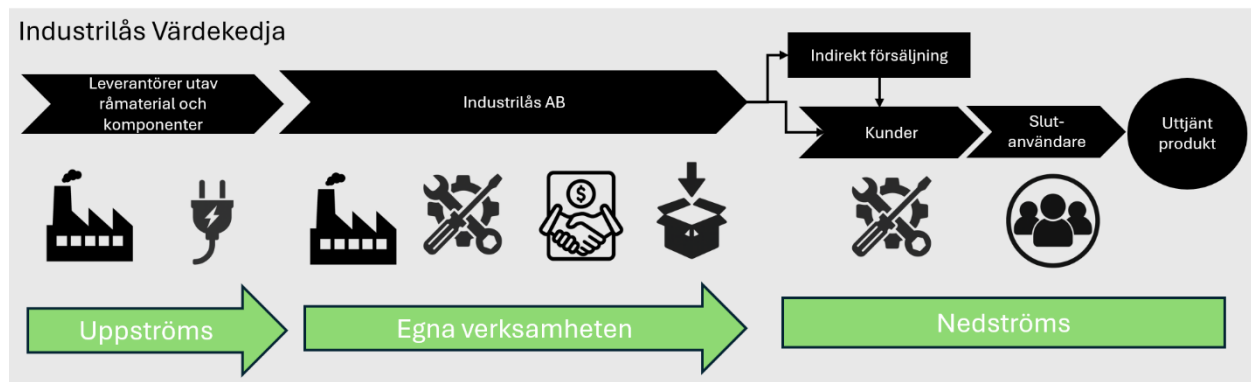 Industrilås Värdekedja
Leverantörer utav
råmaterial och
komponenter
Industrilås AB
Indirekt försäljning
Kunder
Slut-
användare
Uttjänt
produkt
$
Uppströms
Egna verksamheten
Nedströms